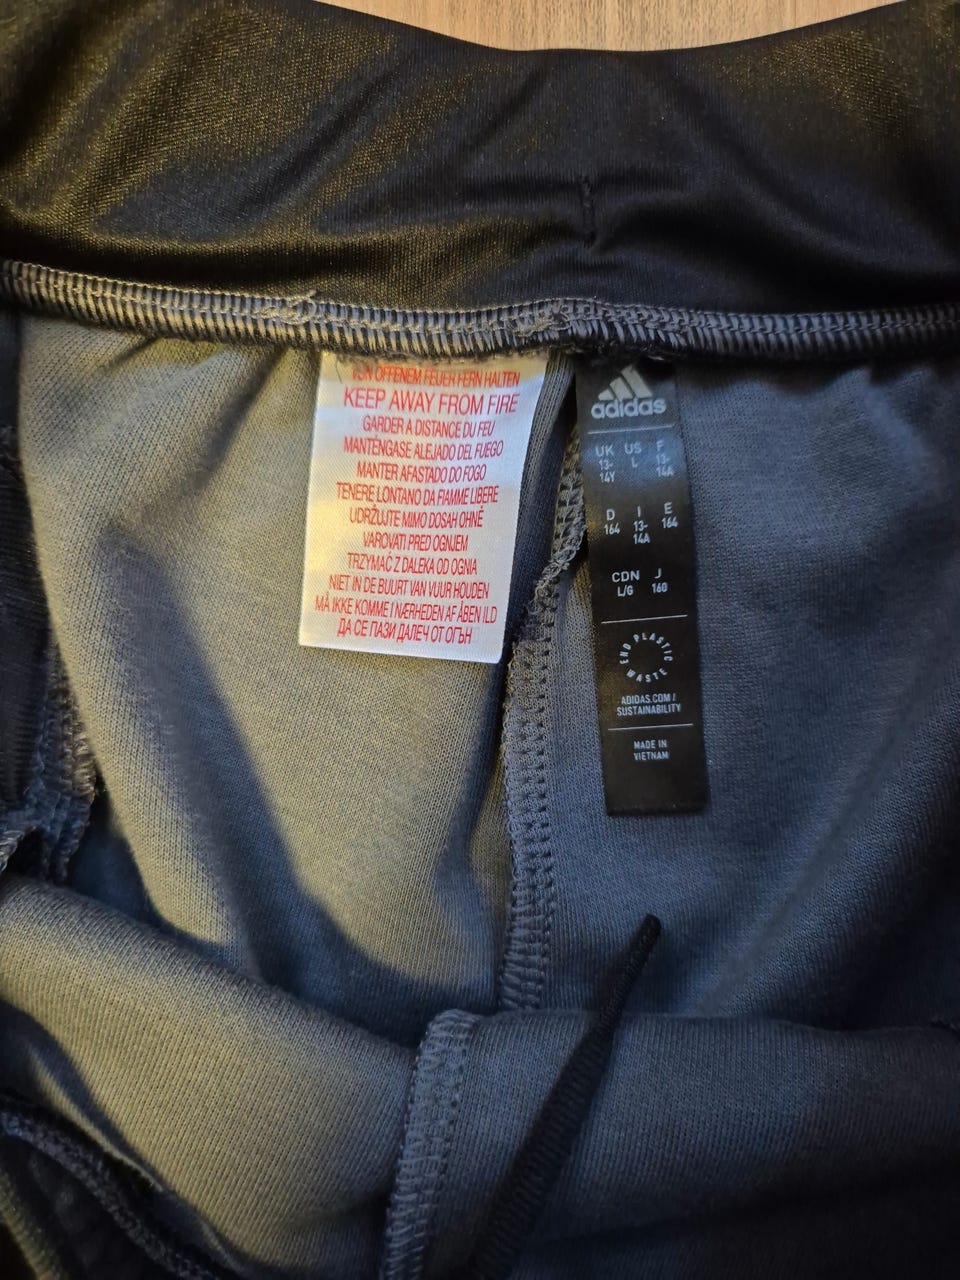 VON OFFENEM FEUER FERN HALTEN
KEEP AWAY FROM FIRE
GARDER A DISTANCE DU FEU
MANTÉNGASE ALEJADO DEL FUEGO
MANTER AFASTADO DO FOGO
TENERE LONTANO DA FIAMME LIBERE
UDRŽUJTE MIMO DOSAH OHNĚ
VAROVATI PRED OGNJEM
TRZYMAĆ Z DALEKA OD OGNIA
NIET IN DE BUURT VAN VUUR HOUDEN
MÅ IKKE KOMME I NÆRHEDEN AF ÅBEN ILD
ДА СЕ ПАЗИ ДАЛЕЧ ОТ ОГЪН
adidas
UK US F
13-14Y L 13-14A
D I E
164 13-14A 164
CDN J
L/G 160
END PLASTIC WASTE
ADIDAS.COM /
SUSTAINABILITY
MADE IN
VIETNAM